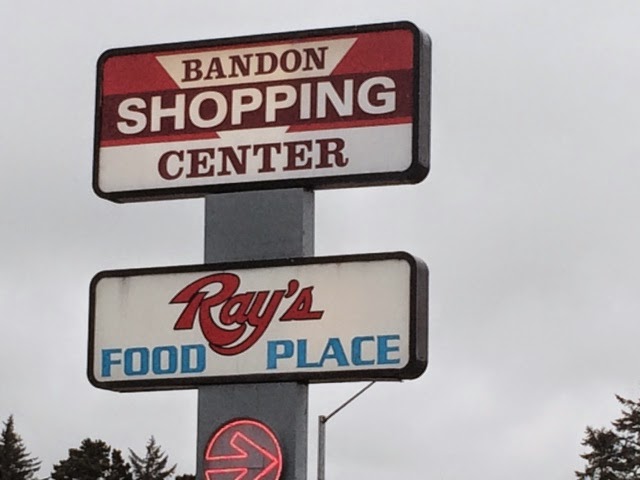 BANDON
SHOPPING
CENTER
Ray's
FOOD PLACE